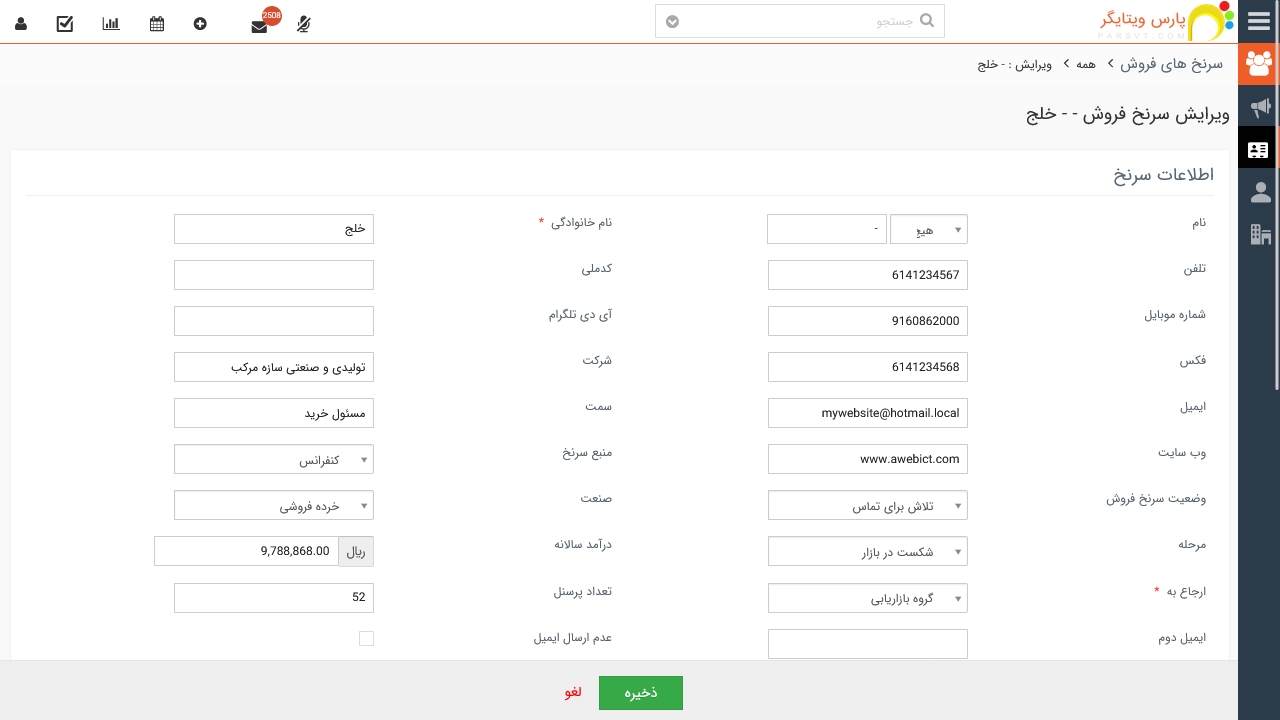 پارس ویتایگر
PARSVT.COM
جستجو
2508
سرنخ های فروش
همه
ویرایش : - خلج
ویرایش سرنخ فروش - - خلج
اطلاعات سرنخ
نام
هیچ
-
نام خانوادگی *
خلج
تلفن
6141234567
کدملی
شماره موبایل
9160862000
آی دی تلگرام
فکس
6141234568
شرکت
تولیدی و صنعتی سازه مرکب
ایمیل
mywebsite@hotmail.local
سمت
مسئول خرید
وب سایت
www.awebict.com
منبع سرنخ
کنفرانس
وضعیت سرنخ فروش
تلاش برای تماس
صنعت
خرده فروشی
مرحله
شکست در بازار
درآمد سالانه
ریال
9,788,868.00
ارجاع به *
گروه بازاریابی
تعداد پرسنل
52
ایمیل دوم
عدم ارسال ایمیل
ذخیره
لغو